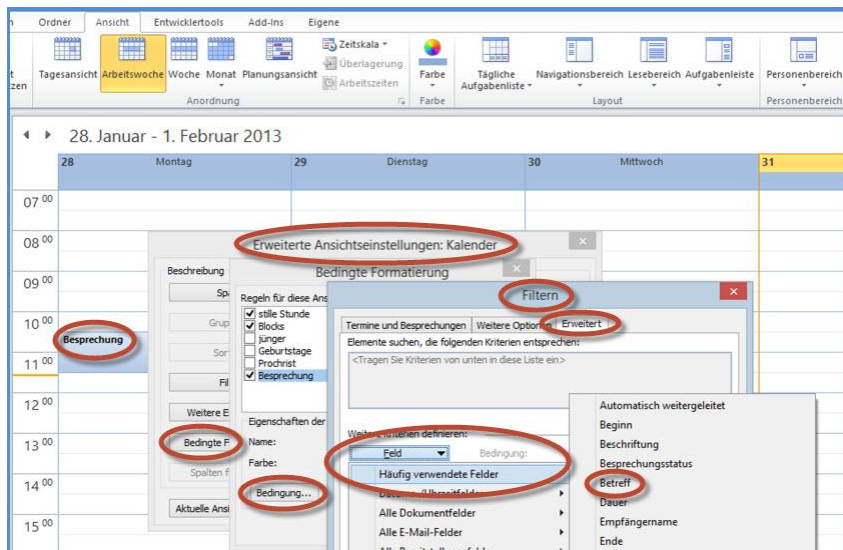 Ordner Ansicht Entwicklertools Add-Ins Eigene
Zeitskala
Überlagerung
Arbeitszeiten
Tagesansicht Arbeitswoche Woche Monat Planungsansicht
Farbe
Tägliche Aufgabenliste
Navigationsbereich Lesebereich Aufgabenleiste
Personenbereich
Anordnung Farbe Layout Personenbereich
28. Januar - 1. Februar 2013
28 Montag 29 Dienstag 30 Mittwoch 31
07 00
08 00
09 00
10 00
11 00
12 00
13 00
14 00
15 00
Besprechung
Erweiterte Ansichtseinstellungen: Kalender
Beschreibung
Weitere E
Bedingte F
Spalten f
Aktuelle Ansi
Bedingte Formatierung
Regeln für diese Ans
stille Stunde
Blocks
jünger
Geburtstage
Prochrist
Besprechung
Eigenschaften der
Name:
Farbe:
Bedingung...
Filtern
Termine und Besprechungen Weitere Optionen Erweitert
Elemente suchen, die folgenden Kriterien entsprechen:
<Tragen Sie Kriterien von unten in diese Liste ein>
Weitere Kriterien definieren:
Feld Bedingung:
Häufig verwendete Felder
Alle Dokumentfelder
Alle E-Mail-Felder
Automatisch weitergeleitet
Beginn
Beschriftung
Besprechungsstatus
Betreff
Dauer
Empfängername
Ende